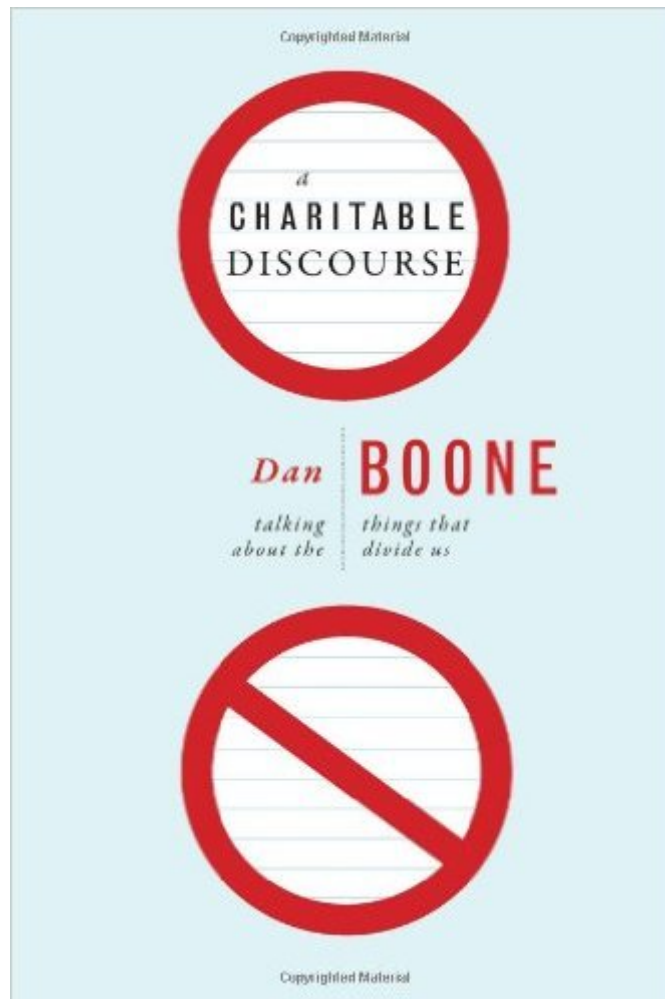 Copyrighted Material
a
CHARITABLE
DISCOURSE
Dan BOONE
talking about the
things that divide us
Copyrighted Material